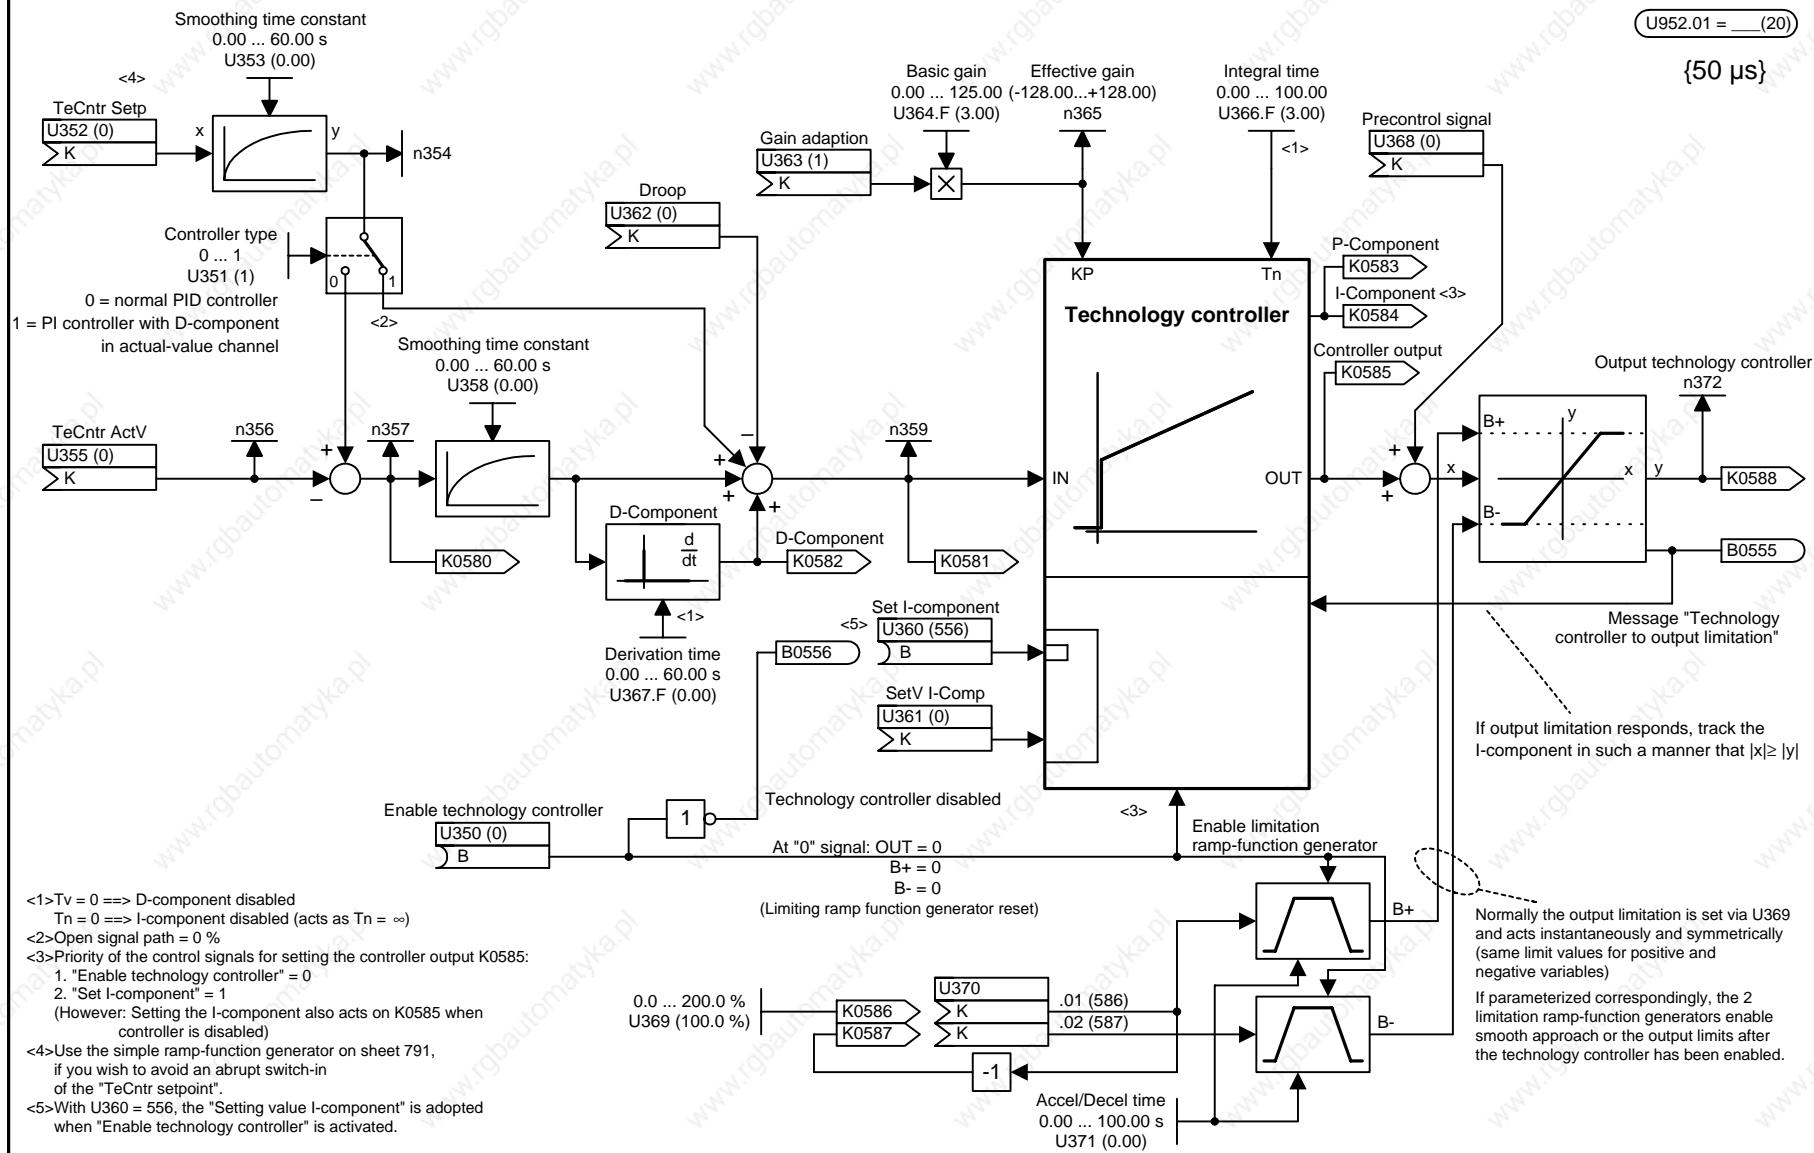 U952.01 = ___(20)
{50 µs}
Smoothing time constant
0.00 ... 60.00 s
U353 (0.00)
<4>
TeCntr Setp
U352 (0)
K
x
y
n354
Controller type
0 ... 1
U351 (1)
0
1
0 = normal PID controller
1 = PI controller with D-component
in actual-value channel
<2>
Smoothing time constant
0.00 ... 60.00 s
U358 (0.00)
TeCntr ActV
U355 (0)
K
n356
+
–
n357
K0580
Droop
U362 (0)
K
–
+
+
+
D-Component
d
dt
<1>
Derivation time
0.00 ... 60.00 s
U367.F (0.00)
D-Component
K0582
n359
K0581
Gain adaption
U363 (1)
K
Basic gain
0.00 ... 125.00
U364.F (3.00)
Effective gain
(-128.00...+128.00)
n365
Integral time
0.00 ... 100.00
U366.F (3.00)
<1>
Precontrol signal
U368 (0)
K
KP
Tn
Technology controller
IN
OUT
P-Component
K0583
I-Component <3>
K0584
Controller output
K0585
+
+
x
B+
B-
y
x
y
Output technology controller
n372
K0588
B0555
Message "Technology
controller to output limitation"
If output limitation responds, track the
I-component in such a manner that |x|≥ |y|
<5>
Set I-component
U360 (556)
B
B0556
SetV I-Comp
U361 (0)
K
Enable technology controller
U350 (0)
B
1
Technology controller disabled
At "0" signal: OUT = 0
B+ = 0
B- = 0
(Limiting ramp function generator reset)
<3>
Enable limitation
ramp-function generator
B+
B-
0.0 ... 200.0 %
U369 (100.0 %)
K0586
K0587
U370
K
K
.01 (586)
.02 (587)
-1
Accel/Decel time
0.00 ... 100.00 s
U371 (0.00)
Normally the output limitation is set via U369
and acts instantaneously and symmetrically
(same limit values for positive and
negative variables)
If parameterized correspondingly, the 2
limitation ramp-function generators enable
smooth approach or the output limits after
the technology controller has been enabled.
<1>Tv = 0 ==> D-component disabled
Tn = 0 ==> I-component disabled (acts as Tn = ∞)
<2>Open signal path = 0 %
<3>Priority of the control signals for setting the controller output K0585:
1. "Enable technology controller" = 0
2. "Set I-component" = 1
(However: Setting the I-component also acts on K0585 when
controller is disabled)
<4>Use the simple ramp-function generator on sheet 791,
if you wish to avoid an abrupt switch-in
of the "TeCntr setpoint".
<5>With U360 = 556, the "Setting value I-component" is adopted
when "Enable technology controller" is activated.
www.rgbautomatyka.pl